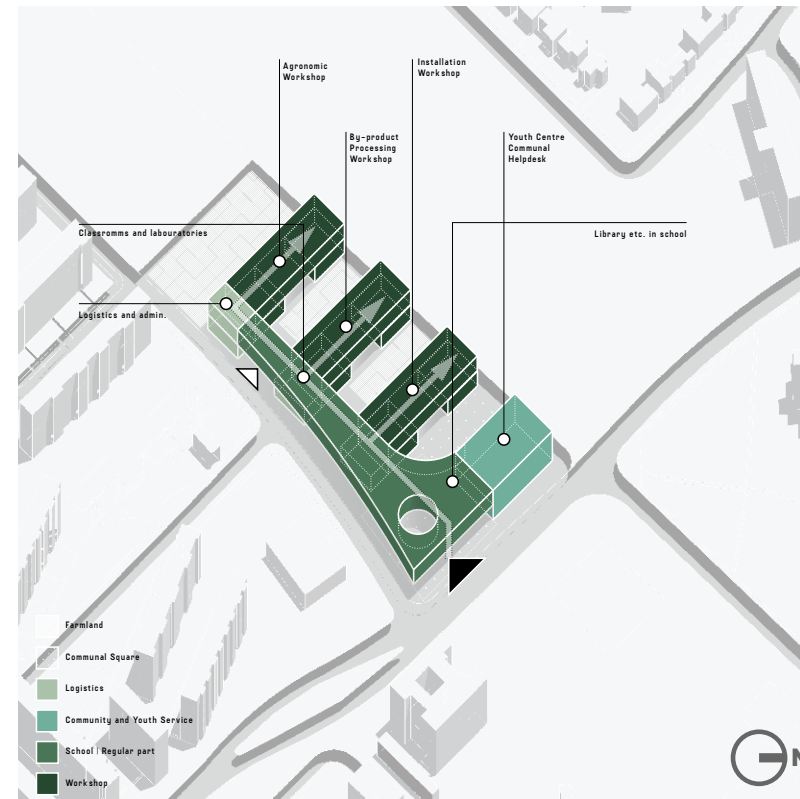 Agronomic
Workshop
Installation
Workshop
By-product
Processing
Workshop
Youth Centre
Communal
Helpdesk
Classromms and labouratories
Library etc. in school
Logistics and admin.
Farmland
Communal Square
Logistics
Community and Youth Service
School | Regular part
Workshop
N